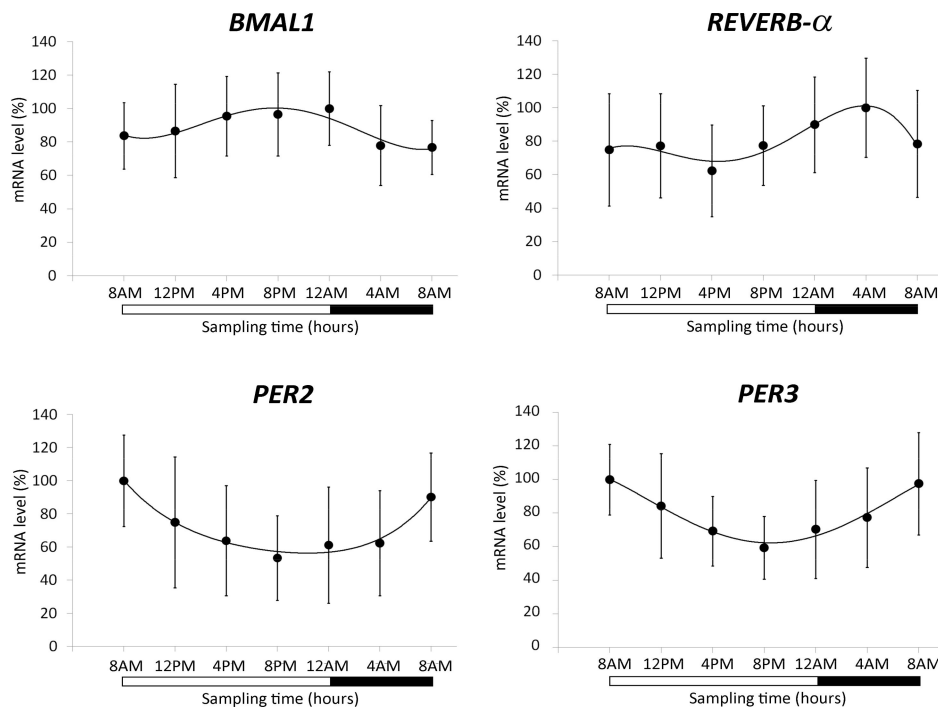 BMAL1
mRNA level (%)
140
120
100
80
60
40
20
0
8AM 12PM 4PM 8PM 12AM 4AM 8AM
Sampling time (hours)
REVERB-α
mRNA level (%)
140
120
100
80
60
40
20
0
8AM 12PM 4PM 8PM 12AM 4AM 8AM
Sampling time (hours)
PER2
mRNA level (%)
140
120
100
80
60
40
20
0
8AM 12PM 4PM 8PM 12AM 4AM 8AM
Sampling time (hours)
PER3
mRNA level (%)
140
120
100
80
60
40
20
0
8AM 12PM 4PM 8PM 12AM 4AM 8AM
Sampling time (hours)